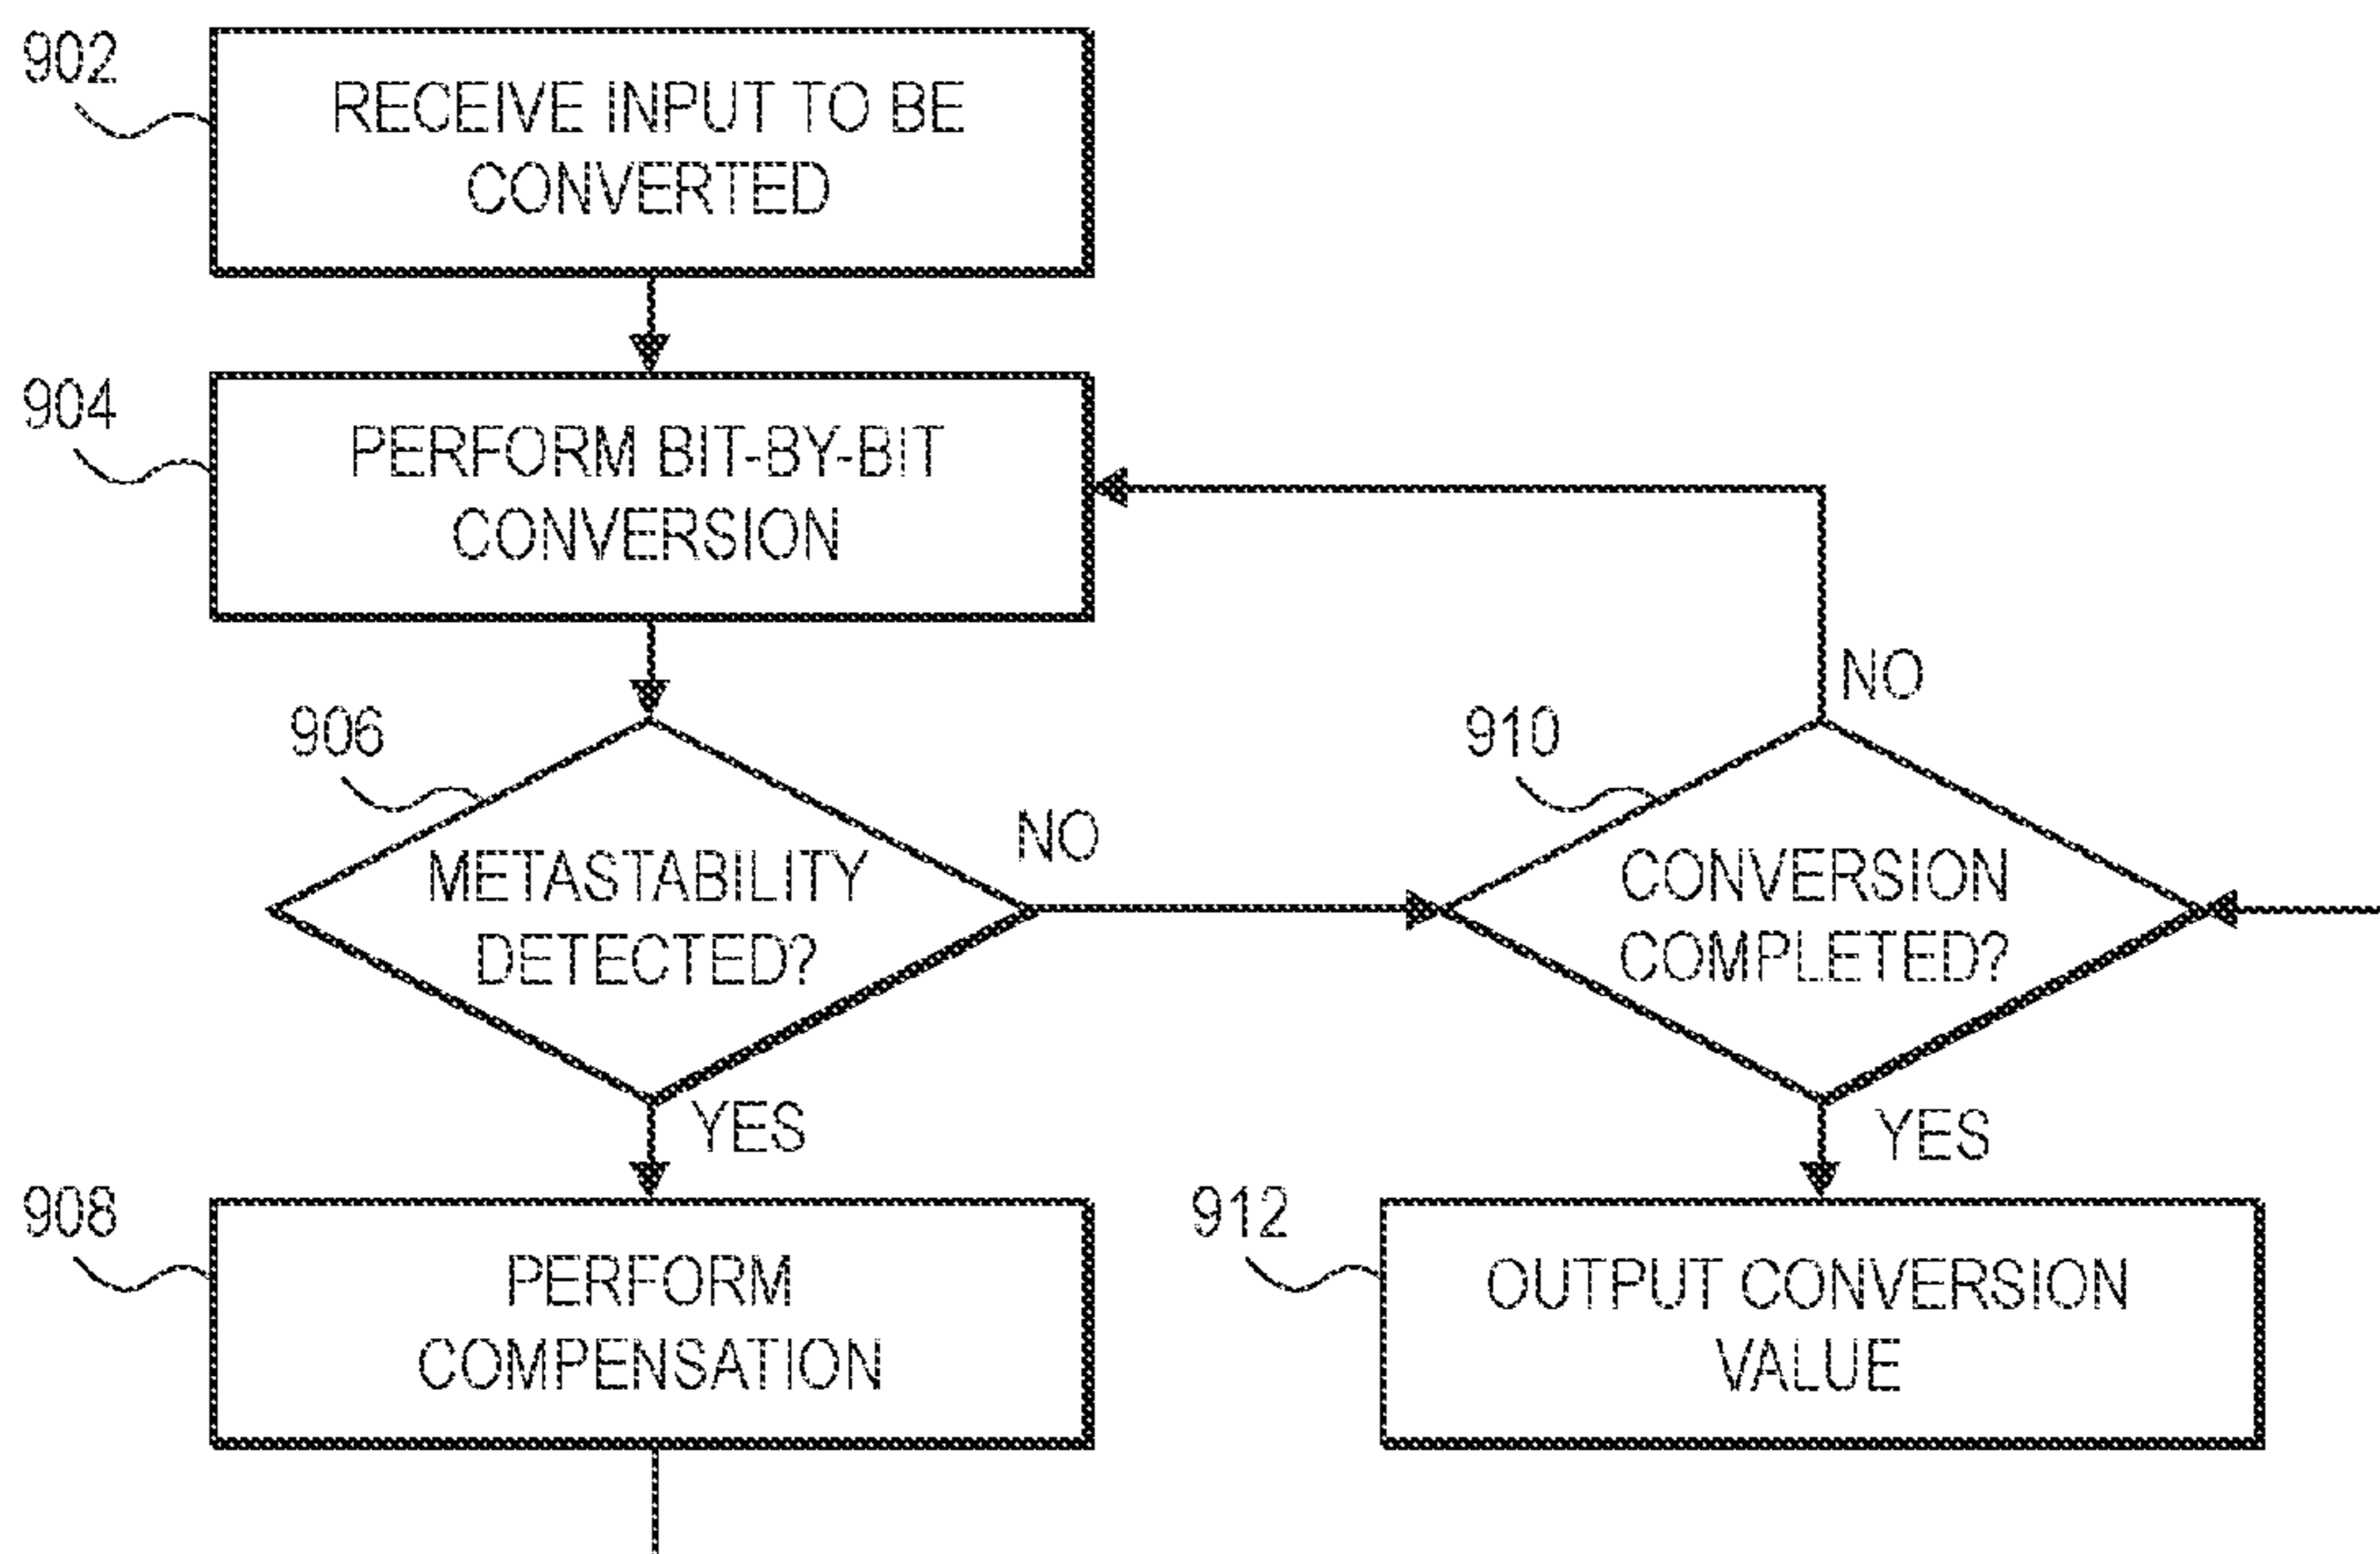 902
RECEIVE INPUT TO BE
CONVERTED
904
PERFORM BIT-BY-BIT
CONVERSION
906
METASTABILITY
DETECTED?
NO
YES
908
PERFORM
COMPENSATION
910
NO
CONVERSION
COMPLETED?
YES
912
OUTPUT CONVERSION
VALUE